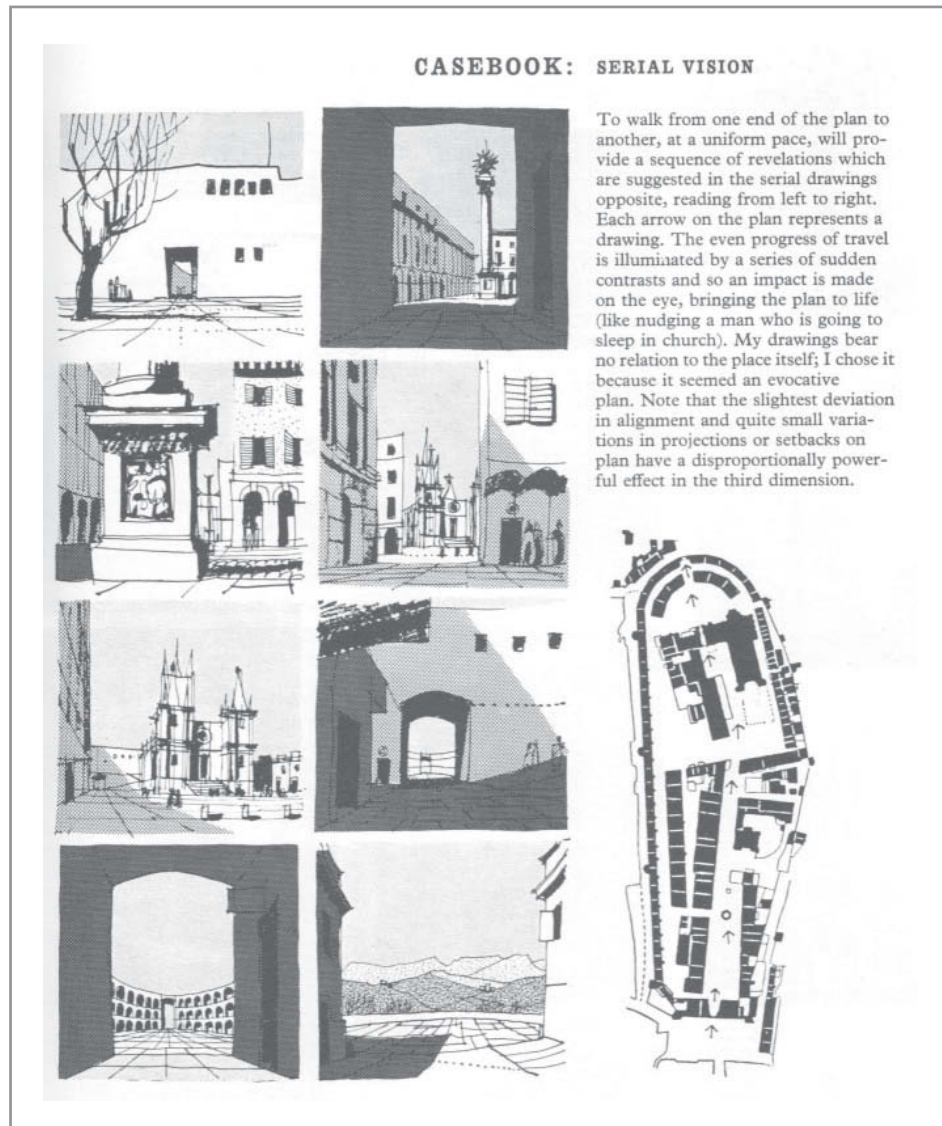 CASEBOOK: SERIAL VISION
To walk from one end of the plan to
another, at a uniform pace, will pro-
vide a sequence of revelations which
are suggested in the serial drawings
opposite, reading from left to right.
Each arrow on the plan represents a
drawing. The even progress of travel
is illuminated by a series of sudden
contrasts and so an impact is made
on the eye, bringing the plan to life
(like nudging a man who is going to
sleep in church). My drawings bear
no relation to the place itself; I chose it
because it seemed an evocative
plan. Note that the slightest deviation
in alignment and quite small varia-
tions in projections or setbacks on
plan have a disproportionally power-
ful effect in the third dimension.